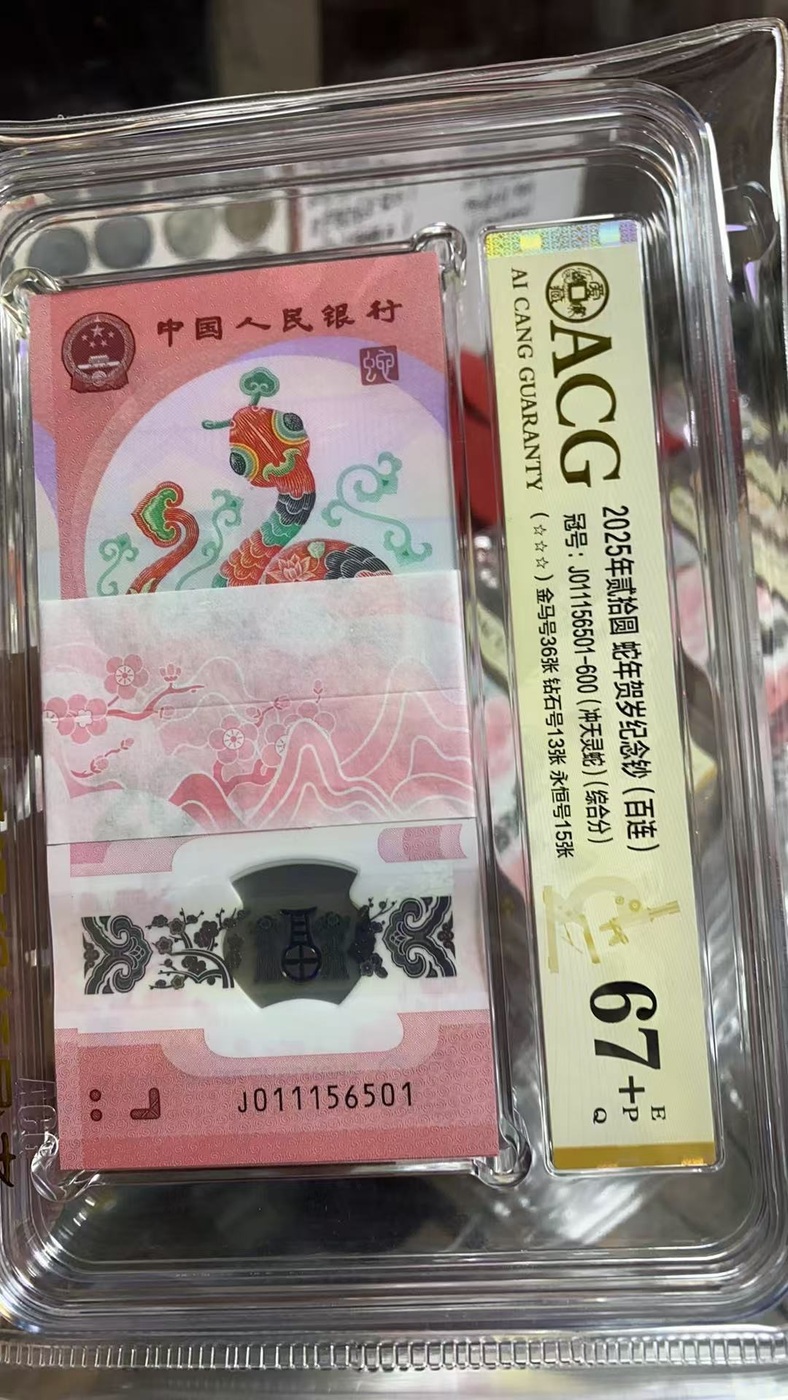 中国人民银行
J011156501
ACG
AI CANG GUARANTY
2025年贰拾圆 蛇年贺岁纪念钞（百连）
冠号：J011156501-600（冲天灵蛇）（综合分）
（☆☆☆）金马号36张 钻石号13张 永恒号15张
67+
E
P
Q